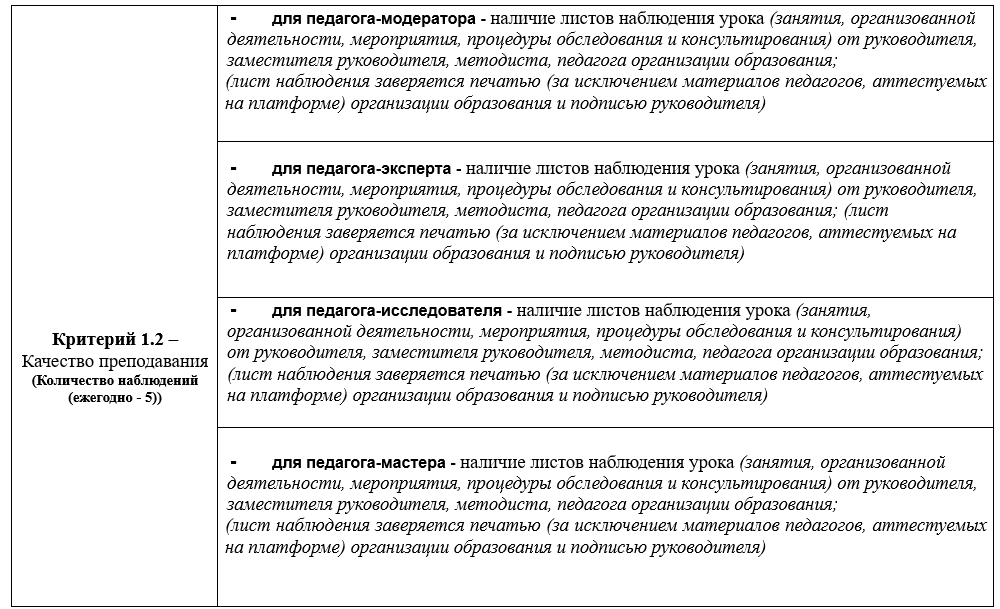 Критерий 1.2 –
Качество преподавания
(Количество наблюдений
(ежегодно - 5))
- для педагога-модератора - наличие листов наблюдения урока (занятия, организованной
деятельности, мероприятия, процедуры обследования и консультирования) от руководителя,
заместителя руководителя, методиста, педагога организации образования;
(лист наблюдения заверяется печатью (за исключением материалов педагогов, аттестуемых
на платформе) организации образования и подписью руководителя)
- для педагога-эксперта - наличие листов наблюдения урока (занятия, организованной
деятельности, мероприятия, процедуры обследования и консультирования) от руководителя,
заместителя руководителя, методиста, педагога организации образования; (лист
наблюдения заверяется печатью (за исключением материалов педагогов, аттестуемых на
платформе) организации образования и подписью руководителя)
- для педагога-исследователя - наличие листов наблюдения урока (занятия,
организованной деятельности, мероприятия, процедуры обследования и консультирования)
от руководителя, заместителя руководителя, методиста, педагога организации образования;
(лист наблюдения заверяется печатью (за исключением материалов педагогов, аттестуемых
на платформе) организации образования и подписью руководителя)
- для педагога-мастера - наличие листов наблюдения урока (занятия, организованной
деятельности, мероприятия, процедуры обследования и консультирования) от руководителя,
заместителя руководителя, методиста, педагога организации образования;
(лист наблюдения заверяется печатью (за исключением материалов педагогов, аттестуемых
на платформе) организации образования и подписью руководителя)